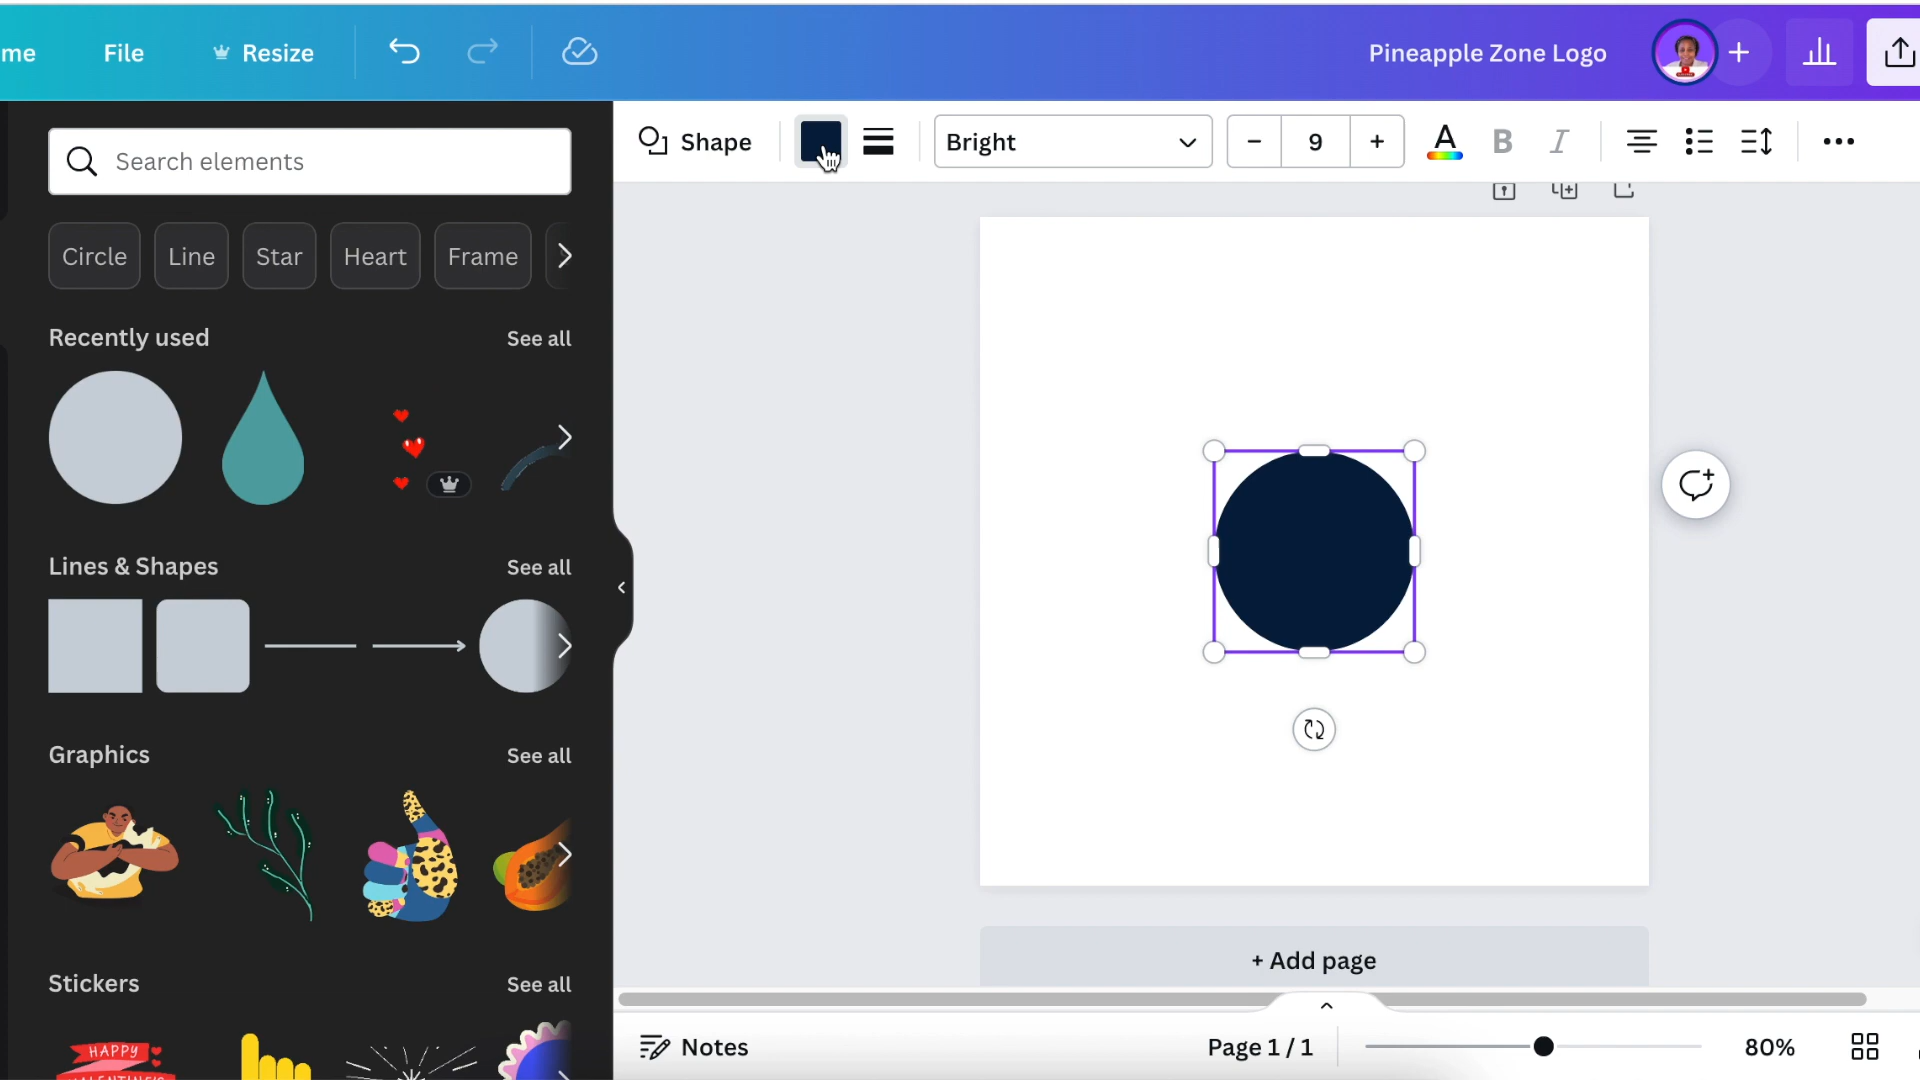 me
File
Resize
Pineapple Zone Logo
Shape
Bright
9
A
B
I
Search elements
Circle
Line
Star
Heart
Frame
Recently used
See all
Lines & Shapes
See all
Graphics
See all
Stickers
See all
HAPPY
VALENTINE'S
+ Add page
Notes
Page 1 / 1
80%